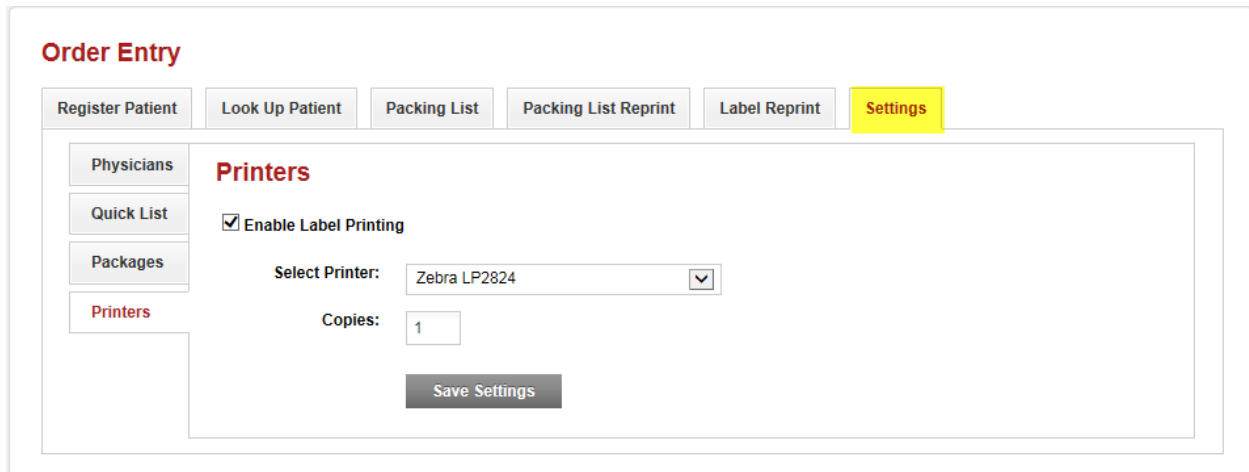 Order Entry
Register Patient Look Up Patient Packing List Packing List Reprint Label Reprint Settings
Physicians
Quick List
Packages
Printers
Printers
Enable Label Printing
Select Printer: Zebra LP2824
Copies: 1
Save Settings